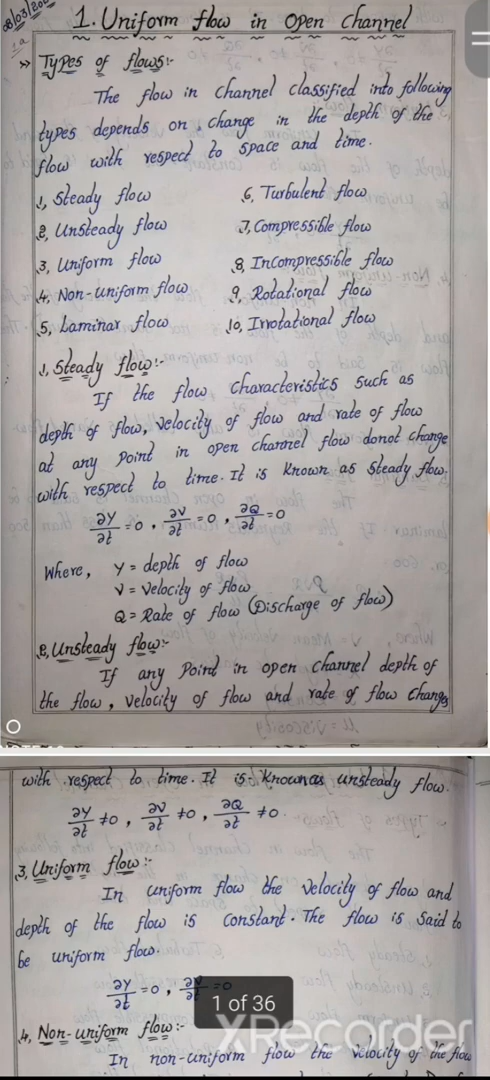 08/03/20
1.Uniform flow in open channel
Types of flows:-
The flow in channel classified into following
types depends on change in the depth of the
flow with respect to space and time.
1, Steady flow
2, Unsteady flow
3, Uniform flow
4, Non-uniform flow
5, Laminar flow
6, Turbulent flow
7, Compressible flow
8, Incompressible flow
9, Rotational flow
10, Irrotational flow
1, Steady flow:-
If the flow characteristics such as
depth of flow, velocity of flow and rate of flow
at any point in open channel flow donot change
with respect to time. It is known as steady flow.
∂Y/∂t = 0 , ∂v/∂t = 0 , ∂Q/∂t = 0
Where, Y = depth of flow
V = velocity of flow
Q = Rate of flow (Discharge of flow)
2, Unsteady flow:-
If any point in open channel depth of
the flow, velocity of flow and rate of flow changes
with respect to time. It is knownas unsteady flow.
∂Y/∂t ≠ 0 , ∂v/∂t ≠ 0 , ∂Q/∂t ≠ 0.
3, Uniform flow:-
In uniform flow the velocity of flow and
depth of the flow is constant. The flow is said to
be uniform flow.
∂Y/∂t = 0 , ∂v/∂t = 0
1 of 36
XRecorder
4, Non-uniform flow:-
In non-uniform flow the velocity of the flow